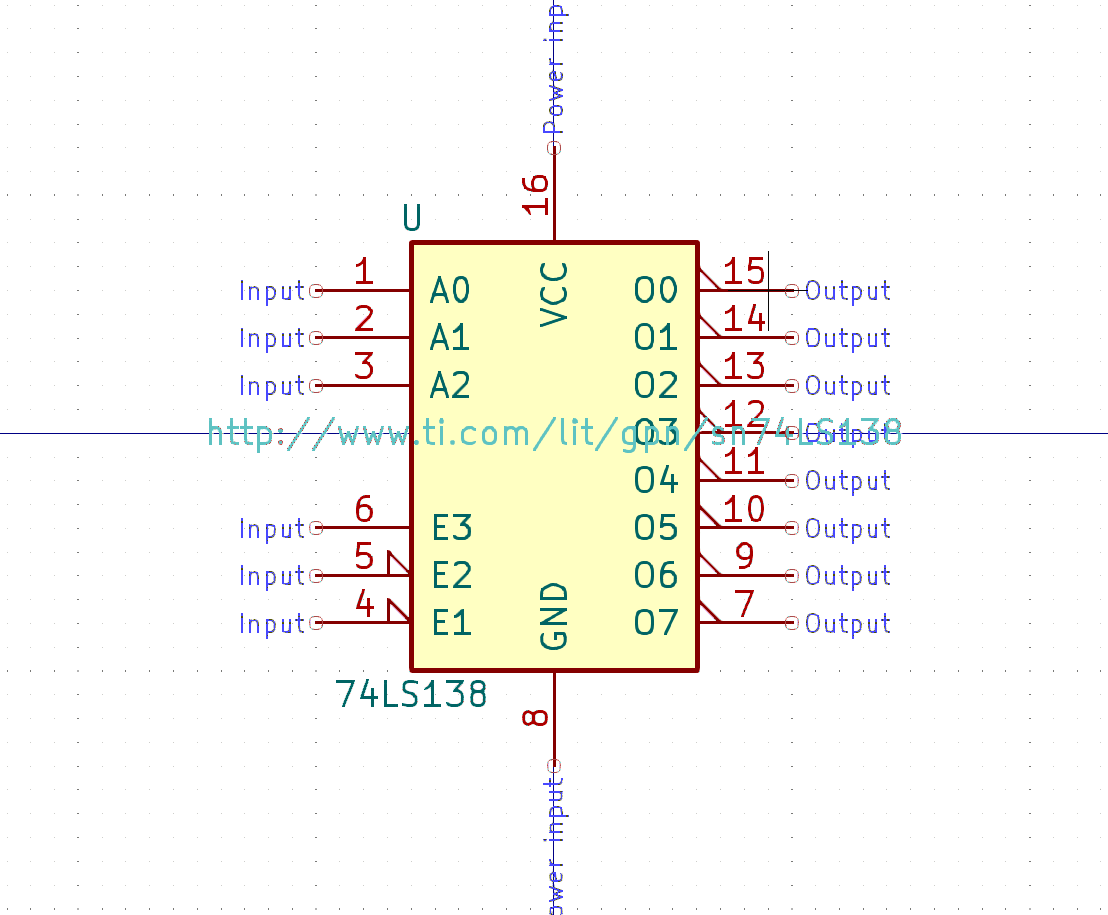 Power inp
16
U
1 VCC 15
Input A0 O0 Output
2 14
Input A1 O1 Output
3 13
Input A2 O2 Output
12
http://www.ti.com/lit/gpn/sn74LS138 O3 Output
11
O4 Output
6 10
Input E3 O5 Output
5 9
Input E2 O6 Output
4 GND 7
Input E1 O7 Output
74LS138
8
Power input